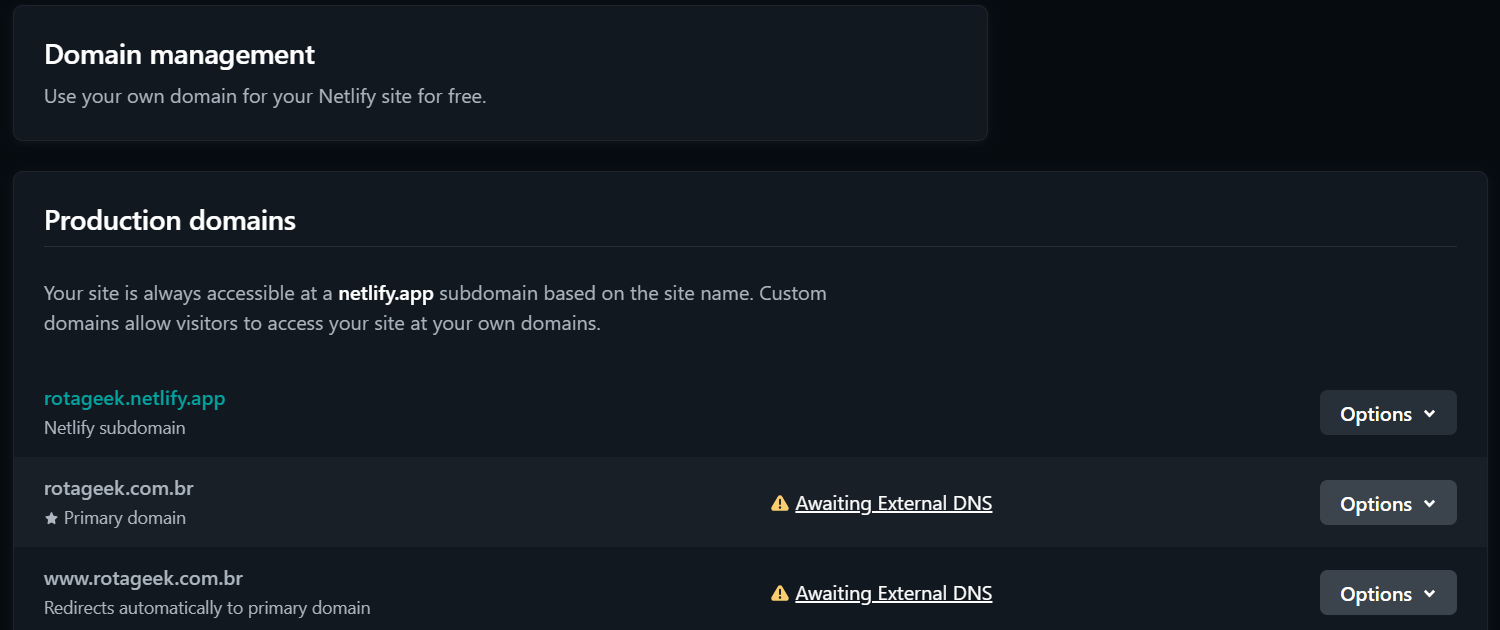 Domain management
Use your own domain for your Netlify site for free.
Production domains
Your site is always accessible at a netlify.app subdomain based on the site name. Custom
domains allow visitors to access your site at your own domains.
rotageek.netlify.app
Netlify subdomain
Options
rotageek.com.br
Primary domain
Awaiting External DNS
Options
www.rotageek.com.br
Redirects automatically to primary domain
Awaiting External DNS
Options